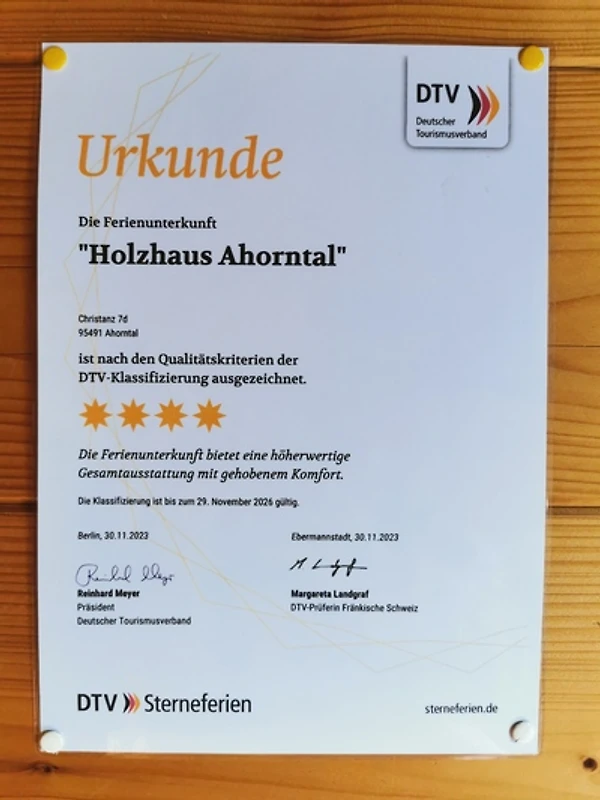 DTV
Deutscher
Tourismusverband
Urkunde
Die Ferienunterkunft
"Holzhaus Ahorntal"
Christanz 7d
95491 Ahorntal
ist nach den Qualitätskriterien der
DTV-Klassifizierung ausgezeichnet.
Die Ferienunterkunft bietet eine höherwertige
Gesamtausstattung mit gehobenem Komfort.
Die Klassifizierung ist bis zum 29. November 2026 gültig.
Berlin, 30.11.2023
Reinhard Meyer
Präsident
Deutscher Tourismusverband
Ebermannstadt, 30.11.2023
Margareta Landgraf
DTV-Prüferin Fränkische Schweiz
DTV Sterneferien
sterneferien.de